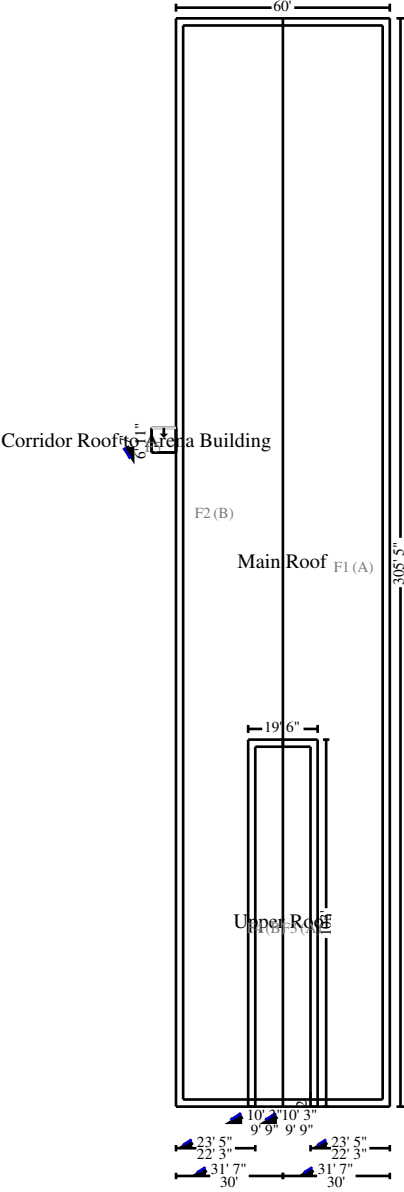 60'
Corridor Roof to Arena Building
6' 11"
F2 (B)
Main Roof
F1 (A)
305' 5"
19' 6"
Upper Roof
10' 3" 10' 3"
9' 9" 9' 9"
23' 5" 23' 5"
22' 3" 22' 3"
31' 7" 31' 7"
30' 30'